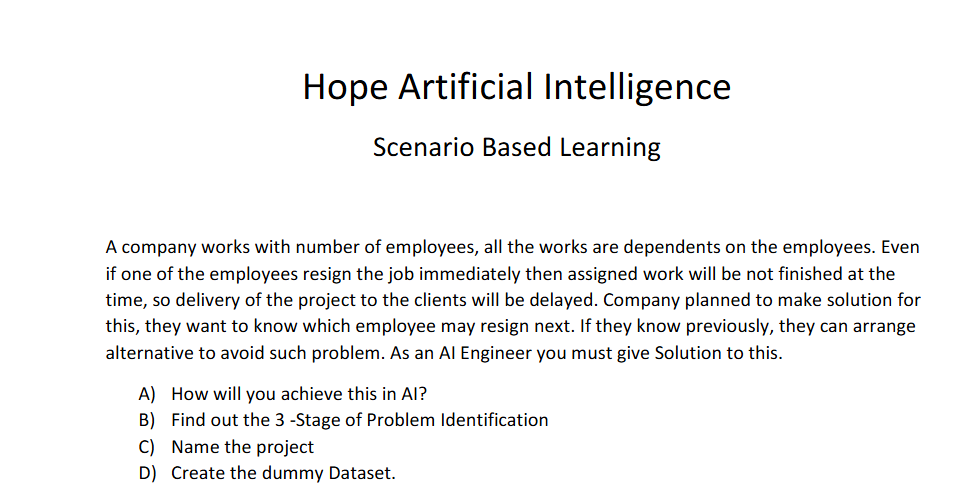 Hope Artificial Intelligence
Scenario Based Learning
A company works with number of employees, all the works are dependents on the employees. Even
if one of the employees resign the job immediately then assigned work will be not finished at the
time, so delivery of the project to the clients will be delayed. Company planned to make solution for
this, they want to know which employee may resign next. If they know previously, they can arrange
alternative to avoid such problem. As an AI Engineer you must give Solution to this.
A) How will you achieve this in AI?
B) Find out the 3 -Stage of Problem Identification
C) Name the project
D) Create the dummy Dataset.